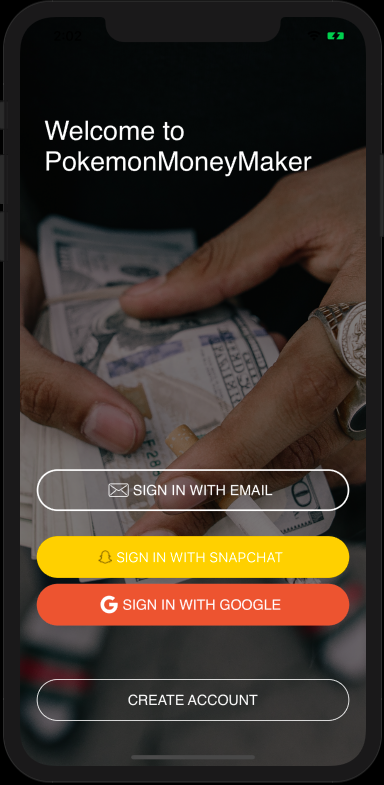 Welcome to
PokemonMoneyMaker
SIGN IN WITH EMAIL
SIGN IN WITH SNAPCHAT
SIGN IN WITH GOOGLE
CREATE ACCOUNT